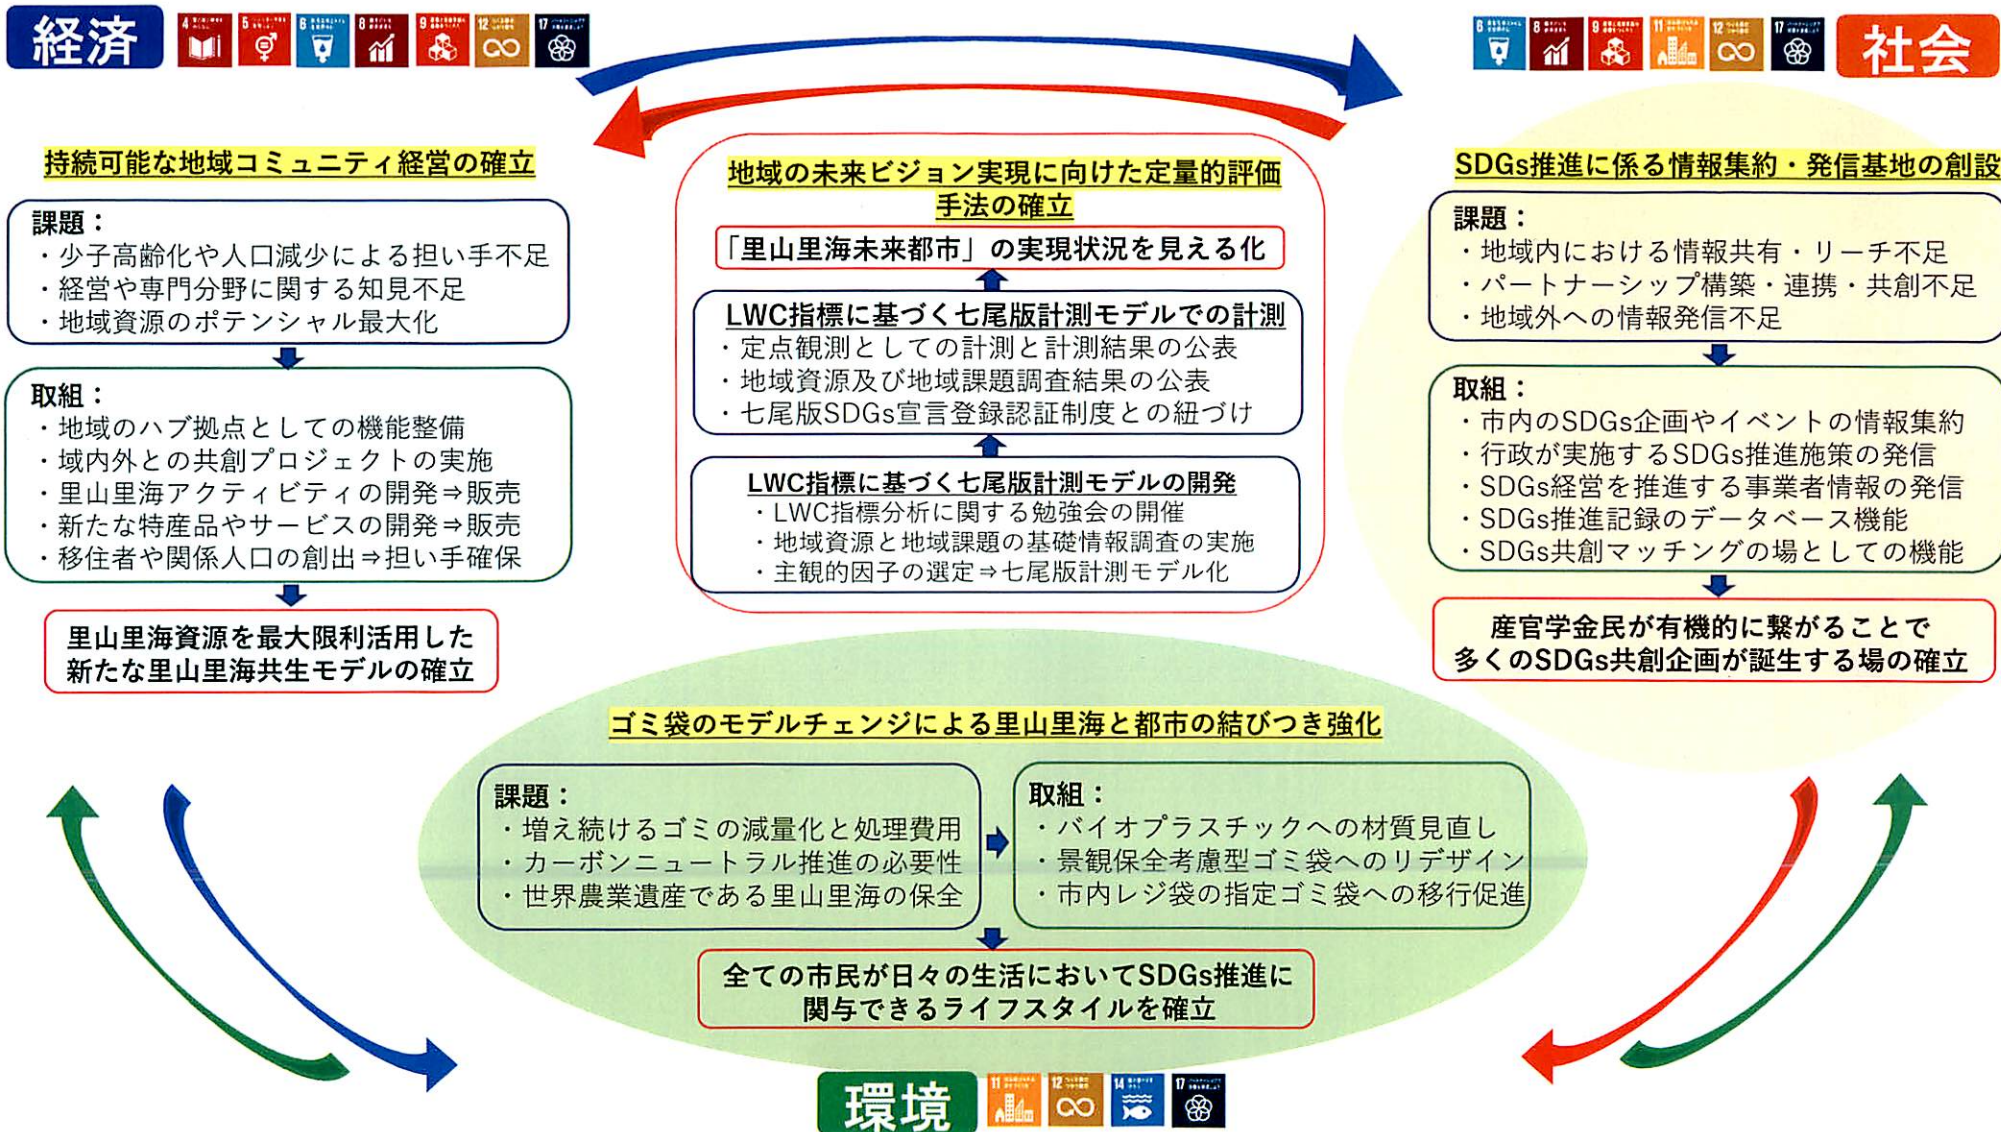 経済
4
5
6
8
9
12
17
6
8
9
11
12
17
社会
持続可能な地域コミュニティ経営の確立
課題：
・少子高齢化や人口減少による担い手不足
・経営や専門分野に関する知見不足
・地域資源のポテンシャル最大化
取組：
・地域のハブ拠点としての機能整備
・域内外との共創プロジェクトの実施
・里山里海アクティビティの開発⇒販売
・新たな特産品やサービスの開発⇒販売
・移住者や関係人口の創出⇒担い手確保
里山里海資源を最大限利活用した
新たな里山里海共生モデルの確立
地域の未来ビジョン実現に向けた定量的評価
手法の確立
「里山里海未来都市」の実現状況を見える化
LWC指標に基づく七尾版計測モデルでの計測
・定点観測としての計測と計測結果の公表
・地域資源及び地域課題調査結果の公表
・七尾版SDGs宣言登録認証制度との紐づけ
LWC指標に基づく七尾版計測モデルの開発
・LWC指標分析に関する勉強会の開催
・地域資源と地域課題の基礎情報調査の実施
・主観的因子の選定⇒七尾版計測モデル化
SDGs推進に係る情報集約・発信基地の創設
課題：
・地域内における情報共有・リーチ不足
・パートナーシップ構築・連携・共創不足
・地域外への情報発信不足
取組：
・市内のSDGs企画やイベントの情報集約
・行政が実施するSDGs推進施策の発信
・SDGs経営を推進する事業者情報の発信
・SDGs推進記録のデータベース機能
・SDGs共創マッチングの場としての機能
産官学金民が有機的に繋がることで
多くのSDGs共創企画が誕生する場の確立
ゴミ袋のモデルチェンジによる里山里海と都市の結びつき強化
課題：
・増え続けるゴミの減量化と処理費用
・カーボンニュートラル推進の必要性
・世界農業遺産である里山里海の保全
取組：
・バイオプラスチックへの材質見直し
・景観保全考慮型ゴミ袋へのリデザイン
・市内レジ袋の指定ゴミ袋への移行促進
全ての市民が日々の生活においてSDGs推進に
関与できるライフスタイルを確立
環境
11
12
14
17